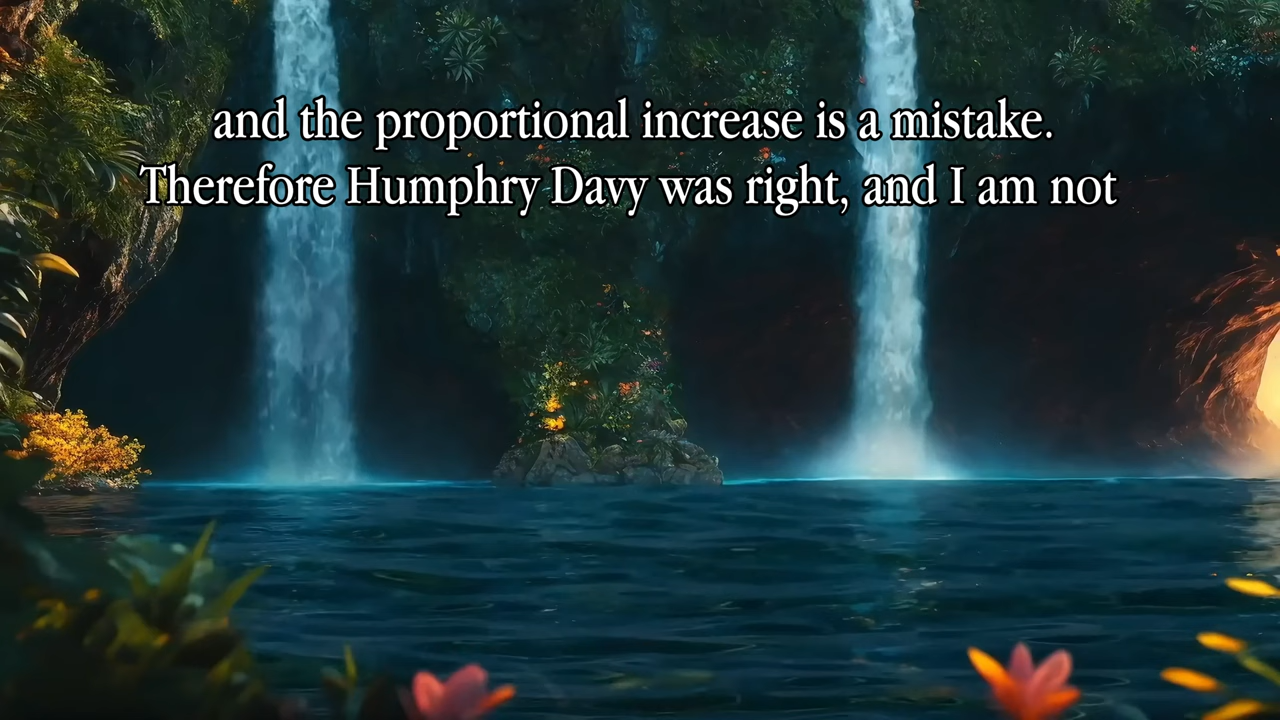 and the proportional increase is a mistake.
Therefore Humphry Davy was right, and I am not